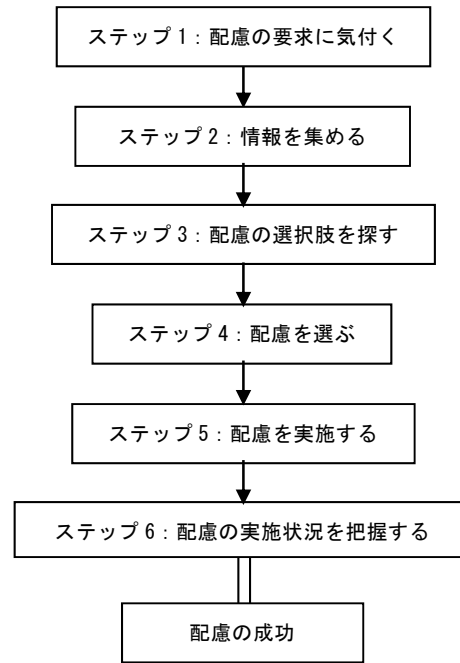 ステップ1：配慮の要求に気付く
ステップ2：情報を集める
ステップ3：配慮の選択肢を探す
ステップ4：配慮を選ぶ
ステップ5：配慮を実施する
ステップ6：配慮の実施状況を把握する
配慮の成功